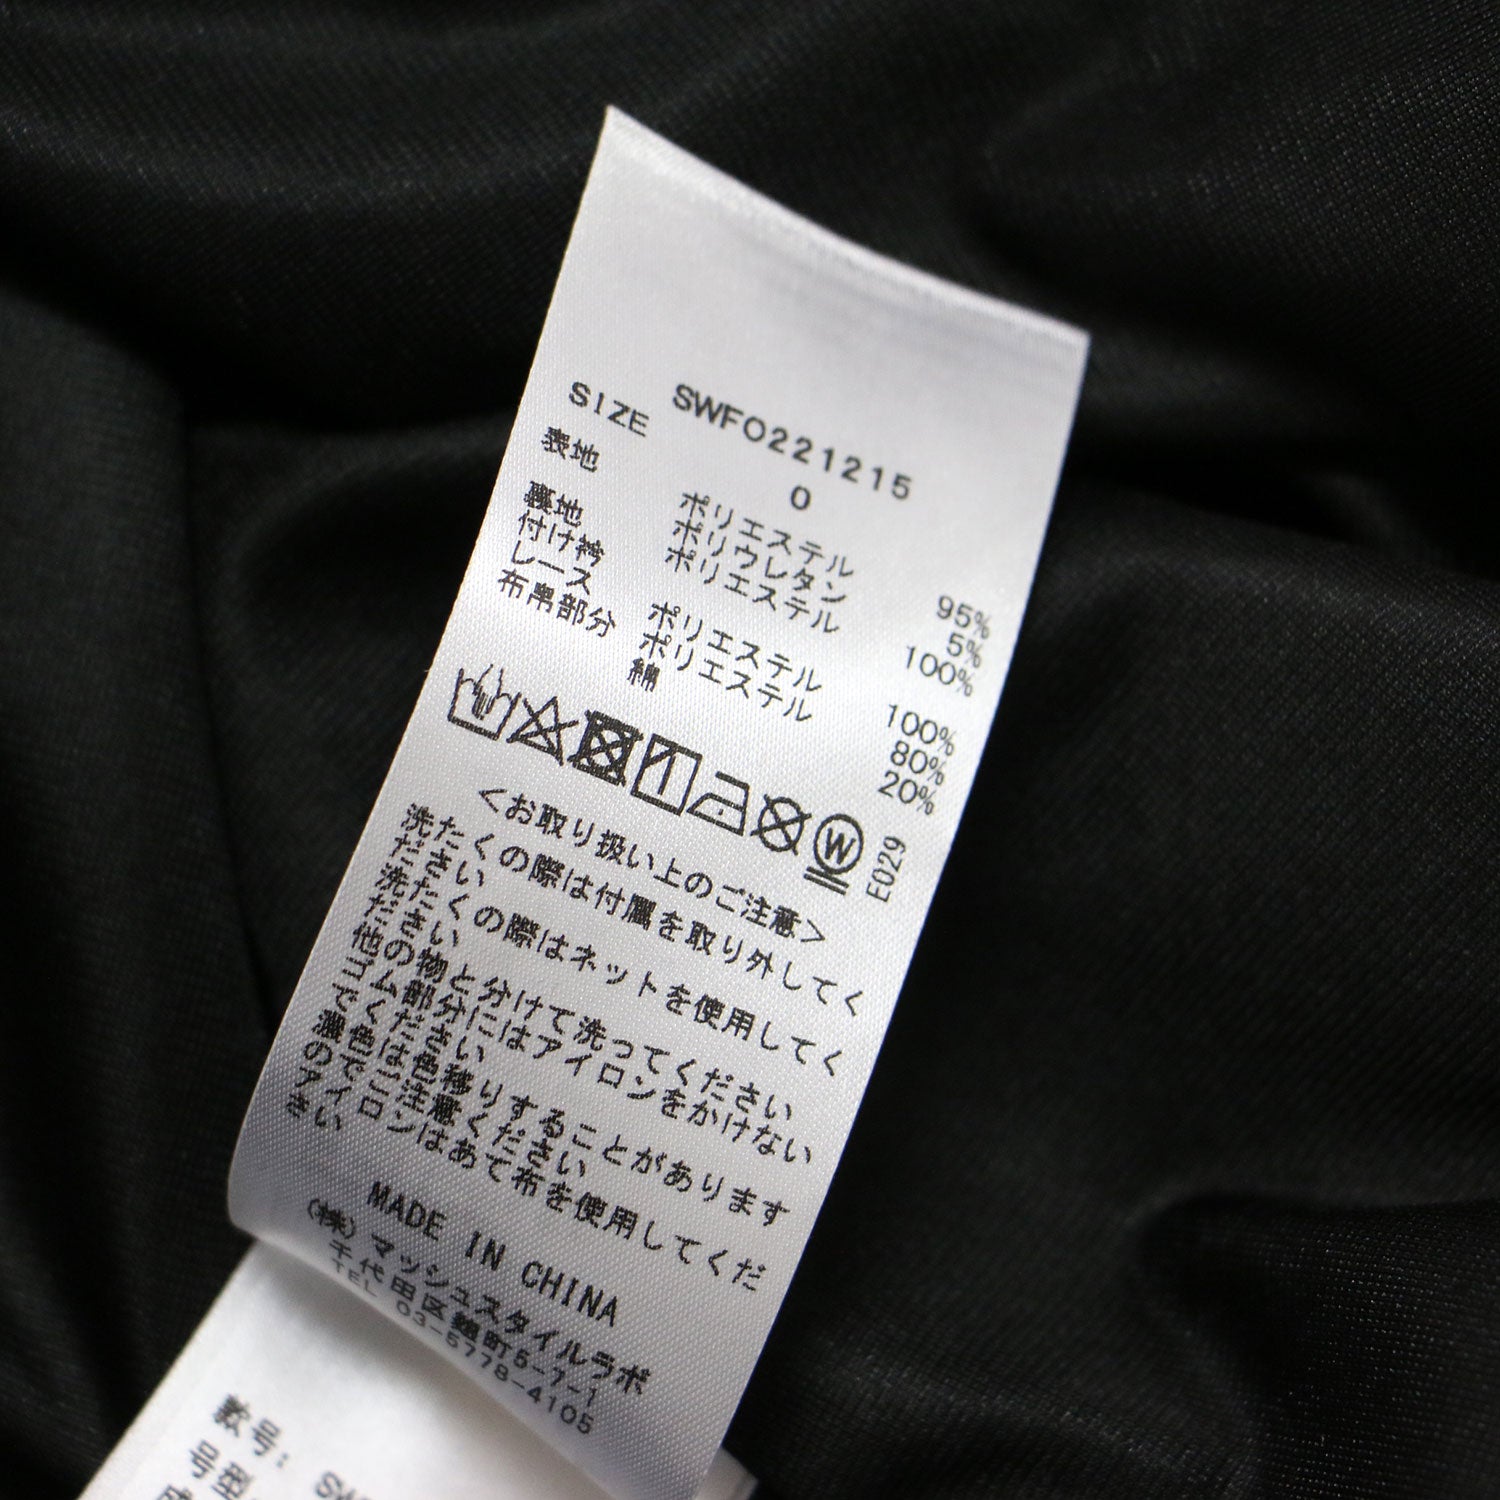 SWFO221215
SIZE 0
表地 ポリエステル 95%
ポリウレタン 5%
裏地 ポリエステル 100%
付け衿
レース ポリエステル 100%
布帛部分 ポリエステル 80%
綿 20%
W E029
<お取り扱い上のご注意>
洗たくの際は付属を取り外してく
ださい
洗たくの際はネットを使用してく
ださい
他の物と分けて洗ってください
ゴム部分にはアイロンをかけない
でください
濃色は色移りすることがあります
のでご注意ください
アイロンはあて布を使用してくだ
さい
MADE IN CHINA
(株)マッシュスタイルラボ
千代田区麹町5-7-1
TEL 03-5778-4105
款号: SW
号型